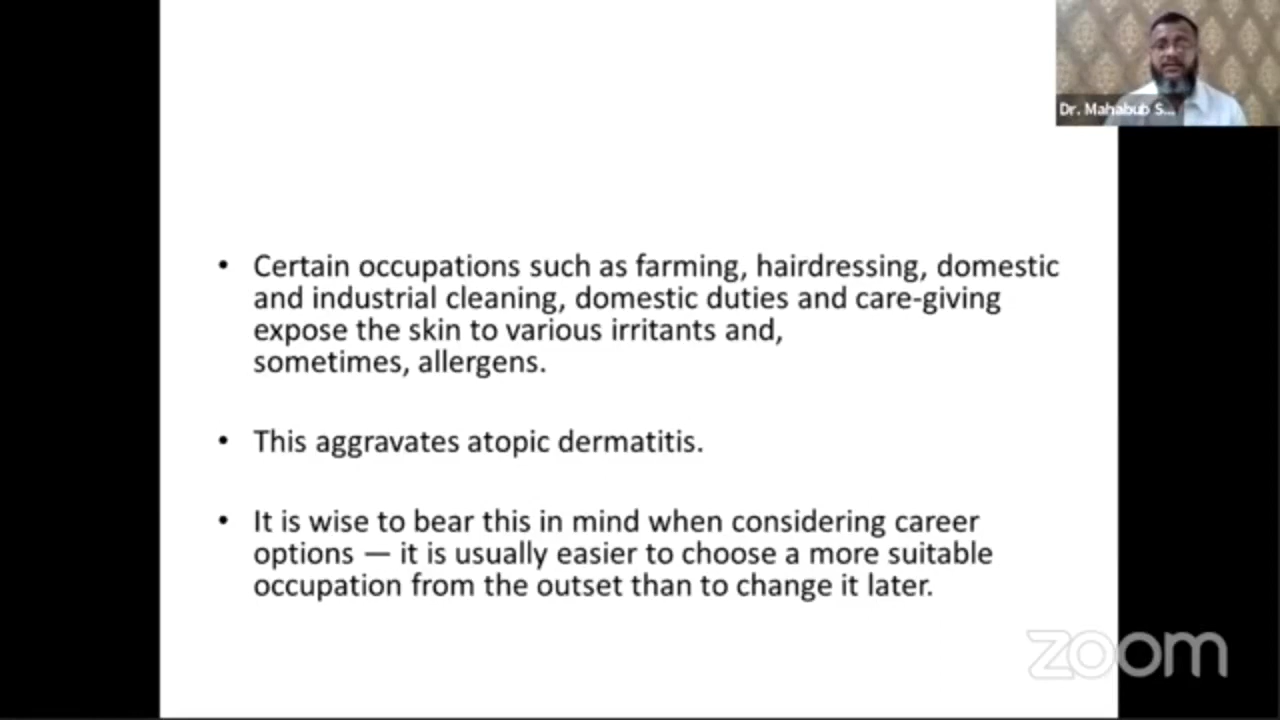 Dr. Mahabub S...
• Certain occupations such as farming, hairdressing, domestic
and industrial cleaning, domestic duties and care-giving
expose the skin to various irritants and,
sometimes, allergens.
• This aggravates atopic dermatitis.
• It is wise to bear this in mind when considering career
options — it is usually easier to choose a more suitable
occupation from the outset than to change it later.
zoom